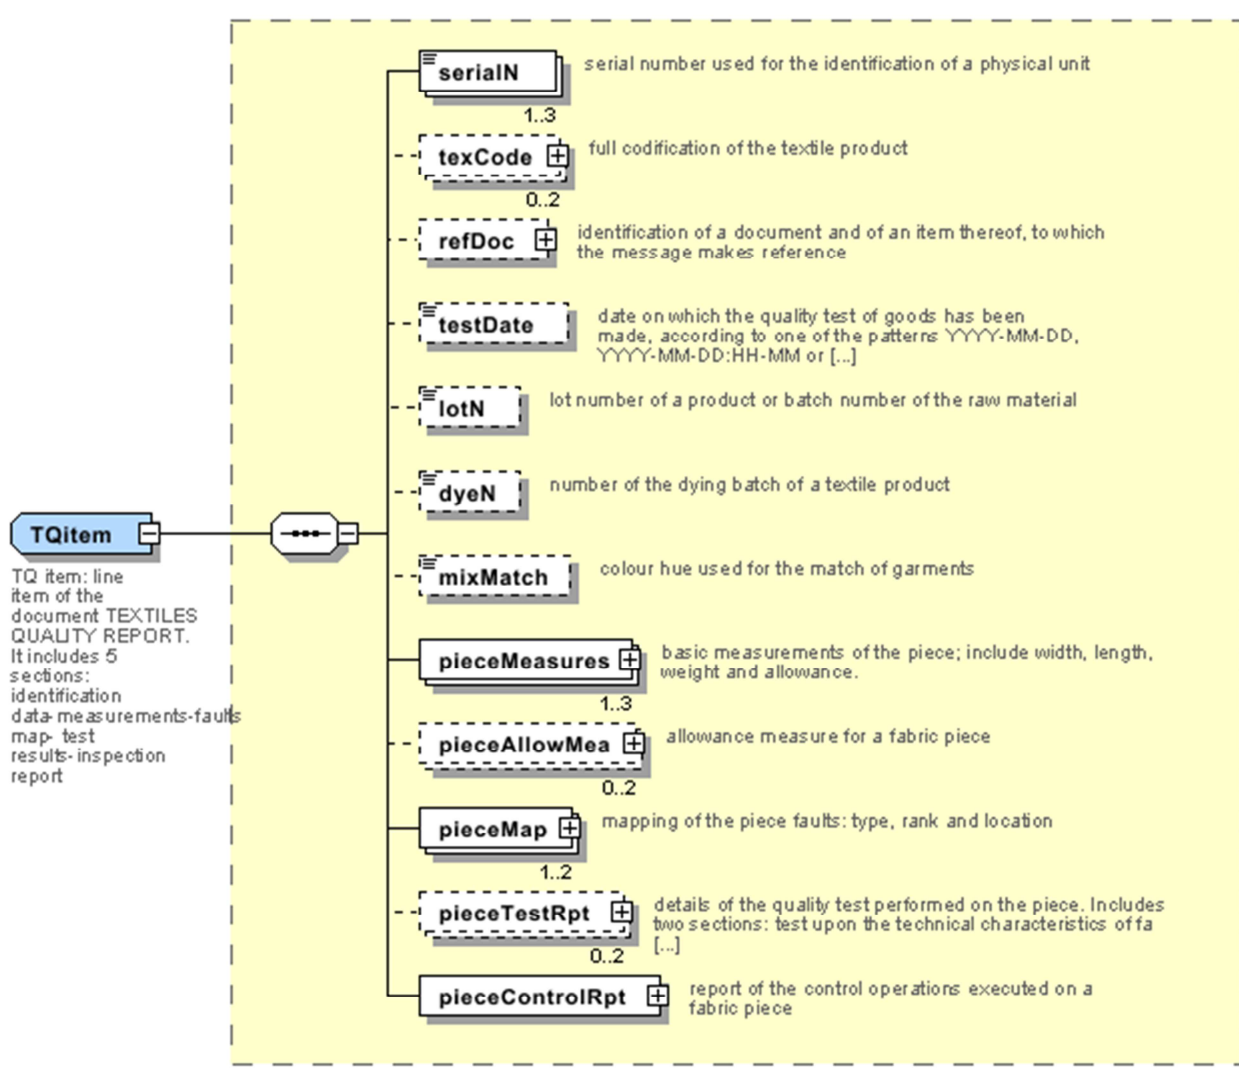 serialN
serial number used for the identification of a physical unit
1..3
texCode
full codification of the textile product
0..2
refDoc
identification of a document and of an item thereof, to which
the message makes reference
testDate
date on which the quality test of goods has been
made, according to one of the patterns YYYY-MM-DD,
YYYY-MM-DD:HH-MM or [...]
lotN
lot number of a product or batch number of the raw material
dyeN
number of the dying batch of a textile product
TQitem
TQ item: line
item of the
document TEXTILES
QUALITY REPORT.
It includes 5
sections:
identification
data-measurements-faults
map- test
results-inspection
report
mixMatch
colour hue used for the match of garments
pieceMeasures
basic measurements of the piece; include width, length,
weight and allowance.
1..3
pieceAllowMea
allowance measure for a fabric piece
0..2
pieceMap
mapping of the piece faults: type, rank and location
1..2
pieceTestRpt
details of the quality test performed on the piece. Includes
two sections: test upon the technical characteristics of fa
[...]
0..2
pieceControlRpt
report of the control operations executed on a
fabric piece